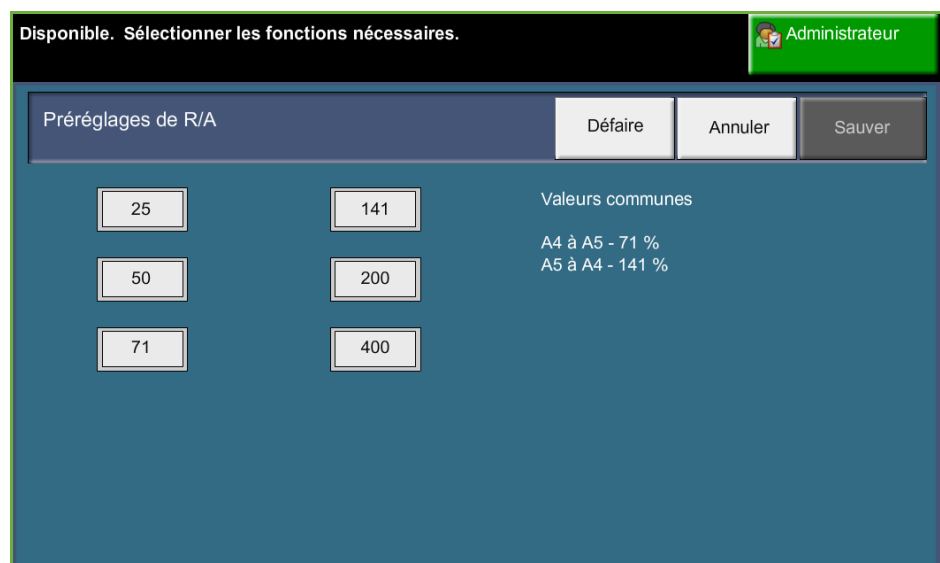 Disponible. Sélectionner les fonctions nécessaires.
Administrateur
Préréglages de R/A
Défaire
Annuler
Sauver
25
141
Valeurs communes
A4 à A5 - 71 %
A5 à A4 - 141 %
50
200
71
400